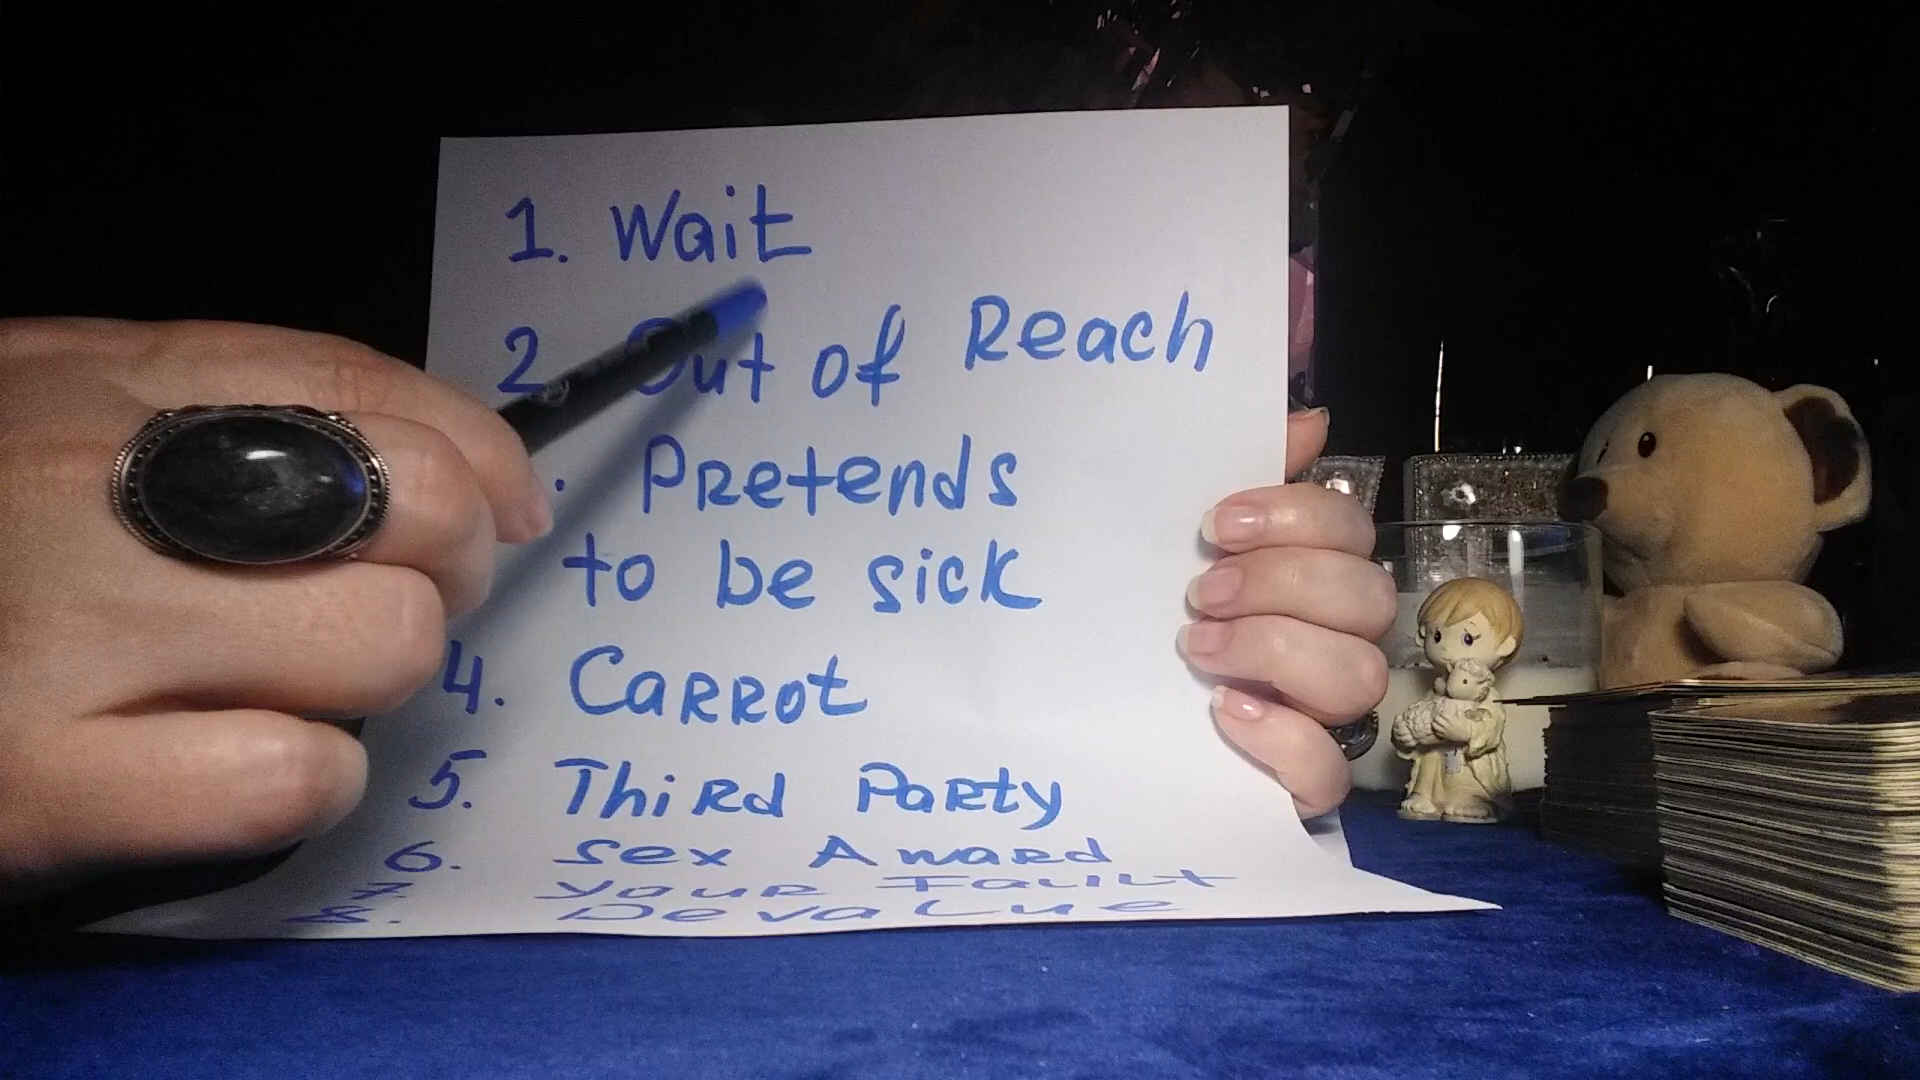 1. Wait
2. Out of Reach
. Pretends
to be sick
4. Carrot
5. Third Party
6. Sex Award
7. Your Fault
8. Devalue